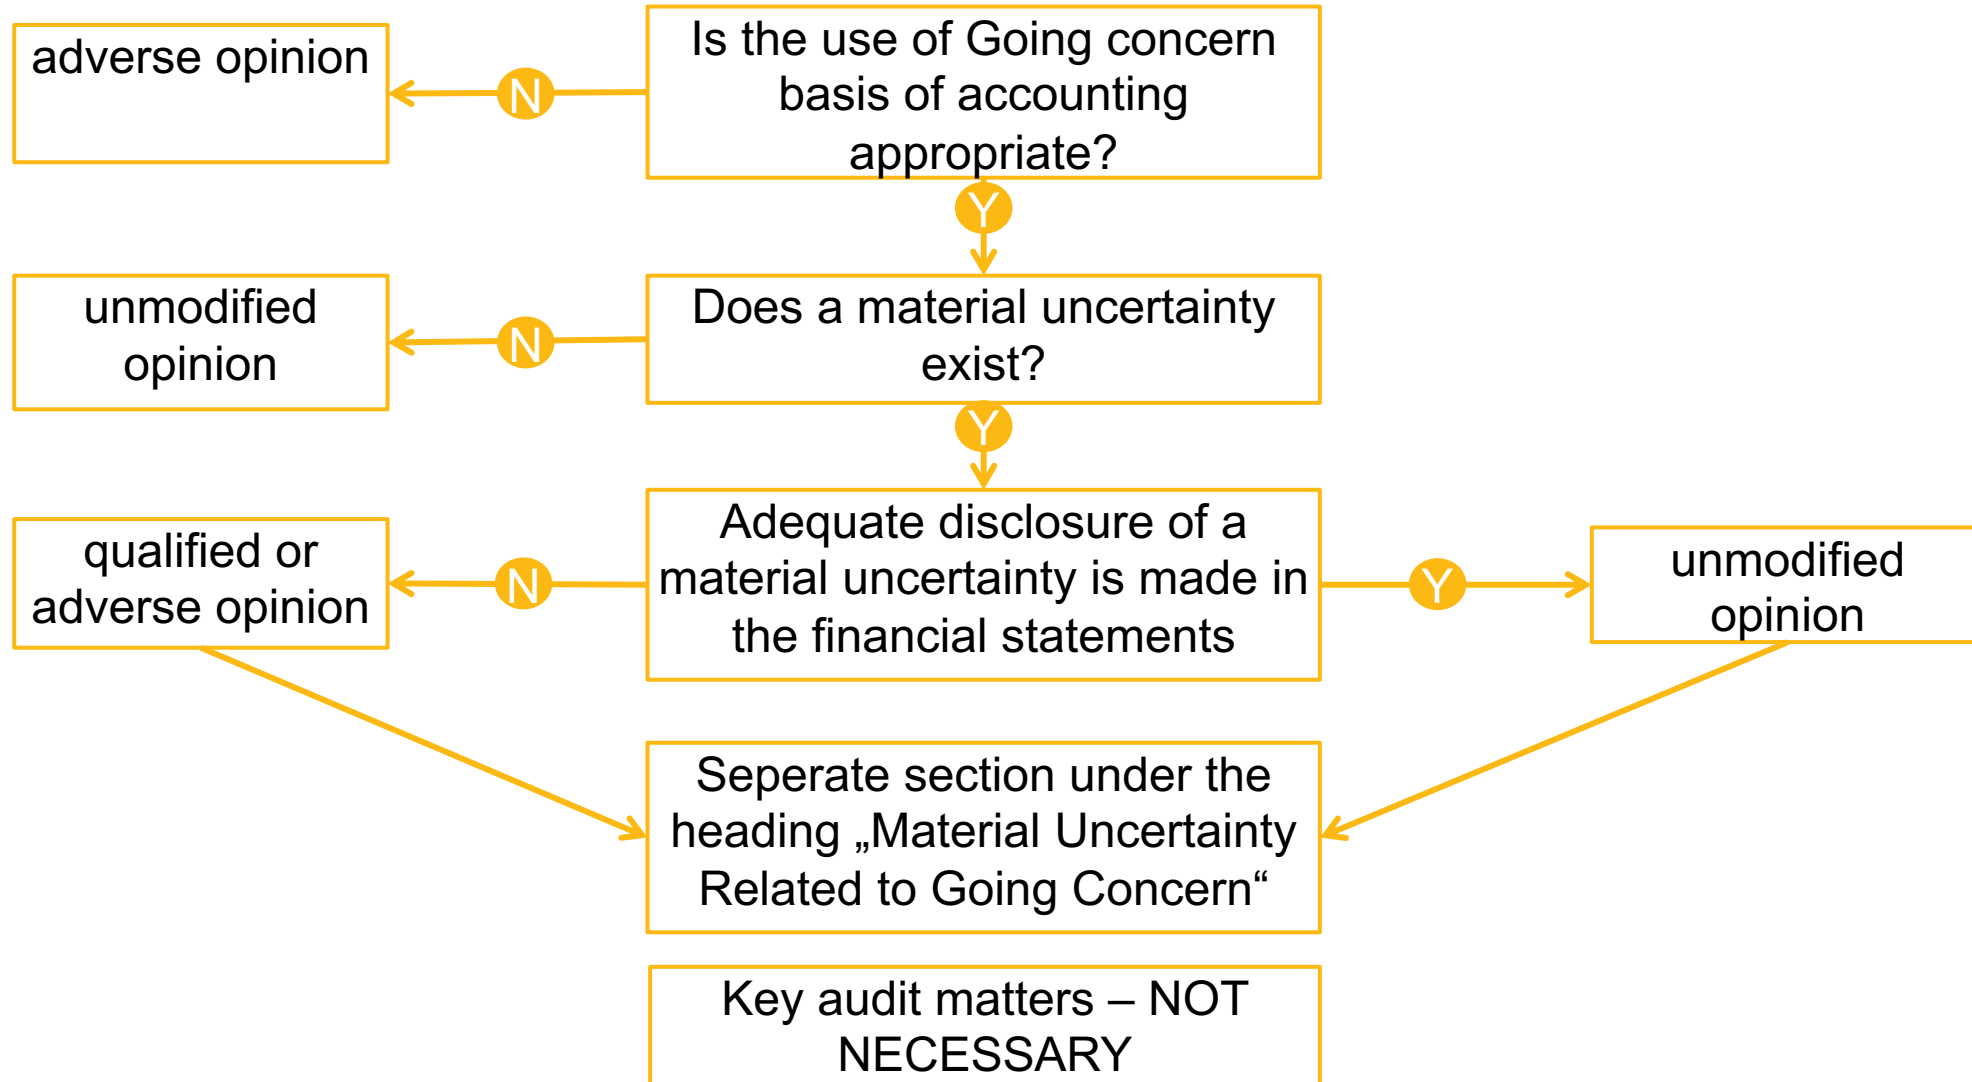 adverse opinion
N
Is the use of Going concern
basis of accounting
appropriate?
Y
unmodified
opinion
N
Does a material uncertainty
exist?
Y
qualified or
adverse opinion
N
Adequate disclosure of a
material uncertainty is made in
the financial statements
Y
unmodified
opinion
Seperate section under the
heading „Material Uncertainty
Related to Going Concern“
Key audit matters – NOT
NECESSARY